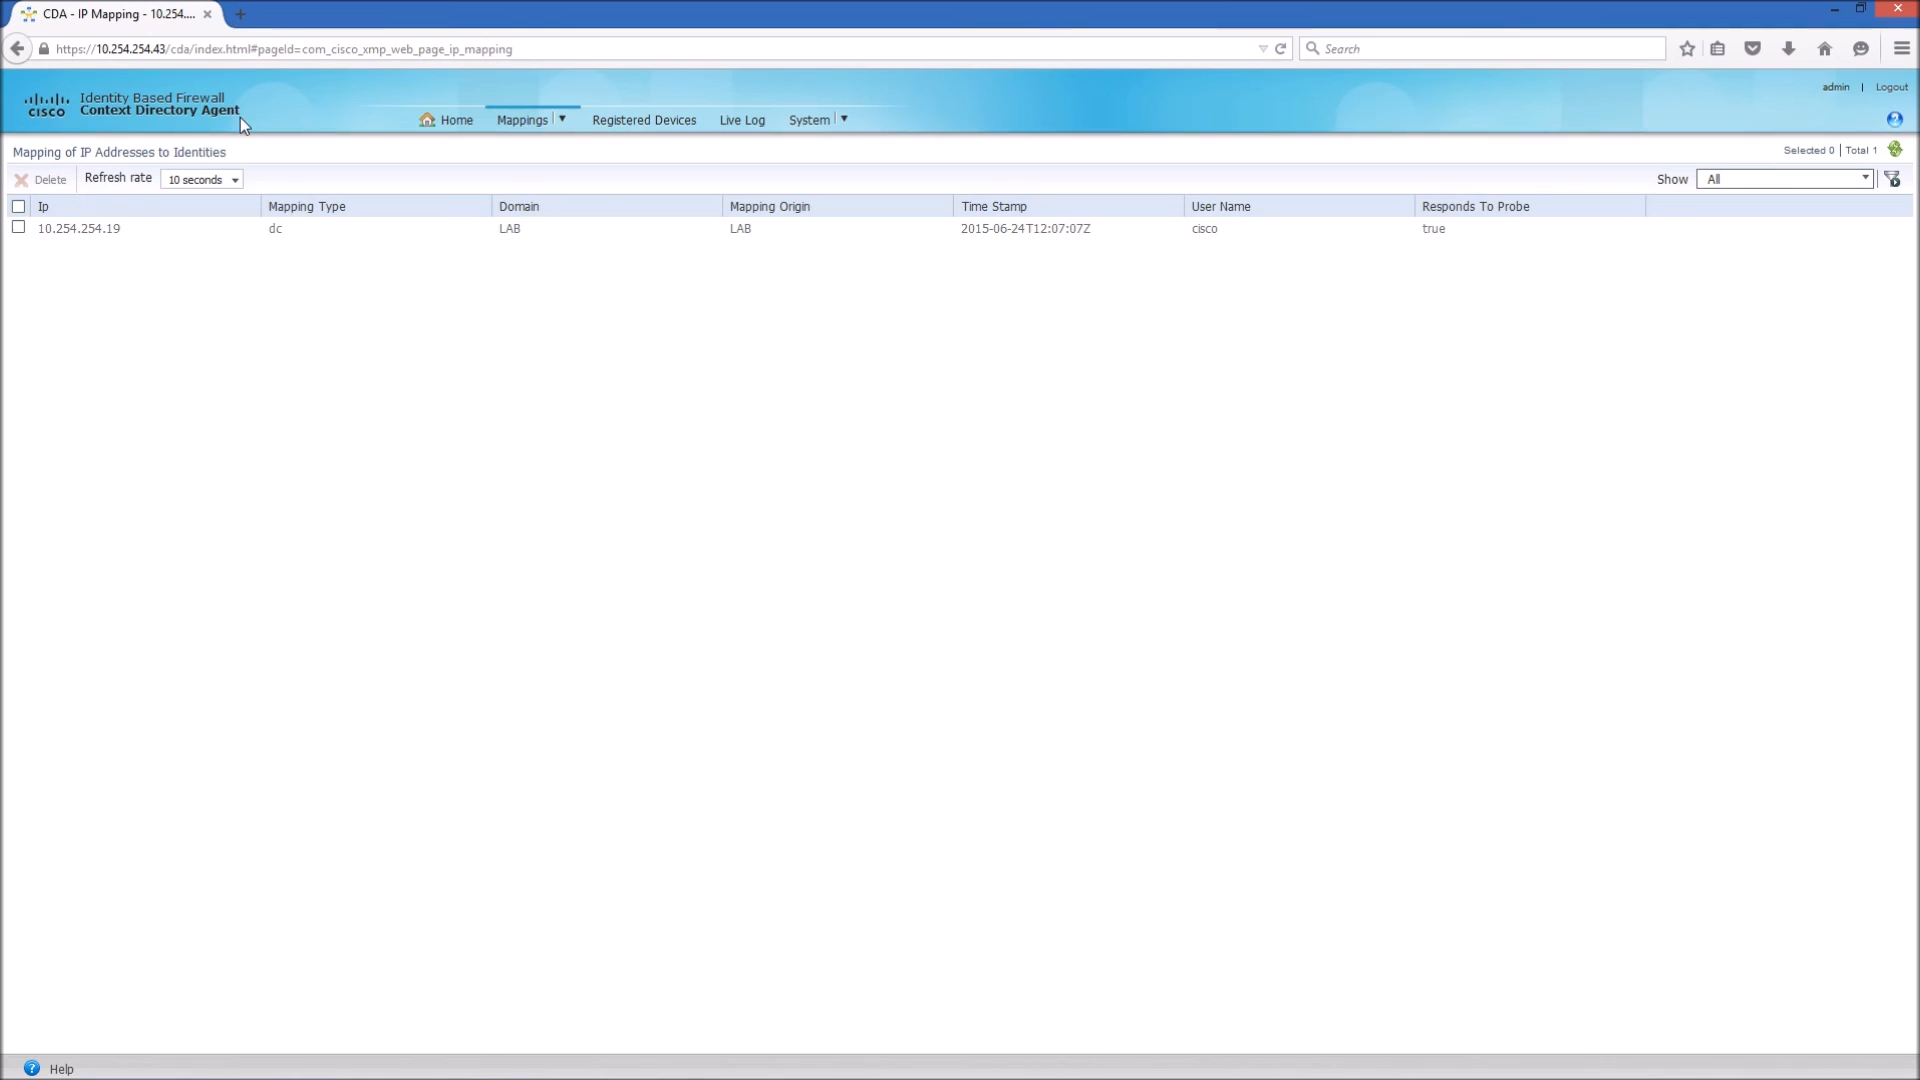 CDA - IP Mapping - 10.254....
https://10.254.254.43/cda/index.html#pageId=com_cisco_xmp_web_page_ip_mapping
Search
admin | Logout
cisco
Identity Based Firewall
Context Directory Agent
Home Mappings Registered Devices Live Log System
Mapping of IP Addresses to Identities
Selected 0 | Total 1
Delete Refresh rate 10 seconds Show All
Ip Mapping Type Domain Mapping Origin Time Stamp User Name Responds To Probe
10.254.254.19 dc LAB LAB 2015-06-24T12:07:07Z cisco true
Help